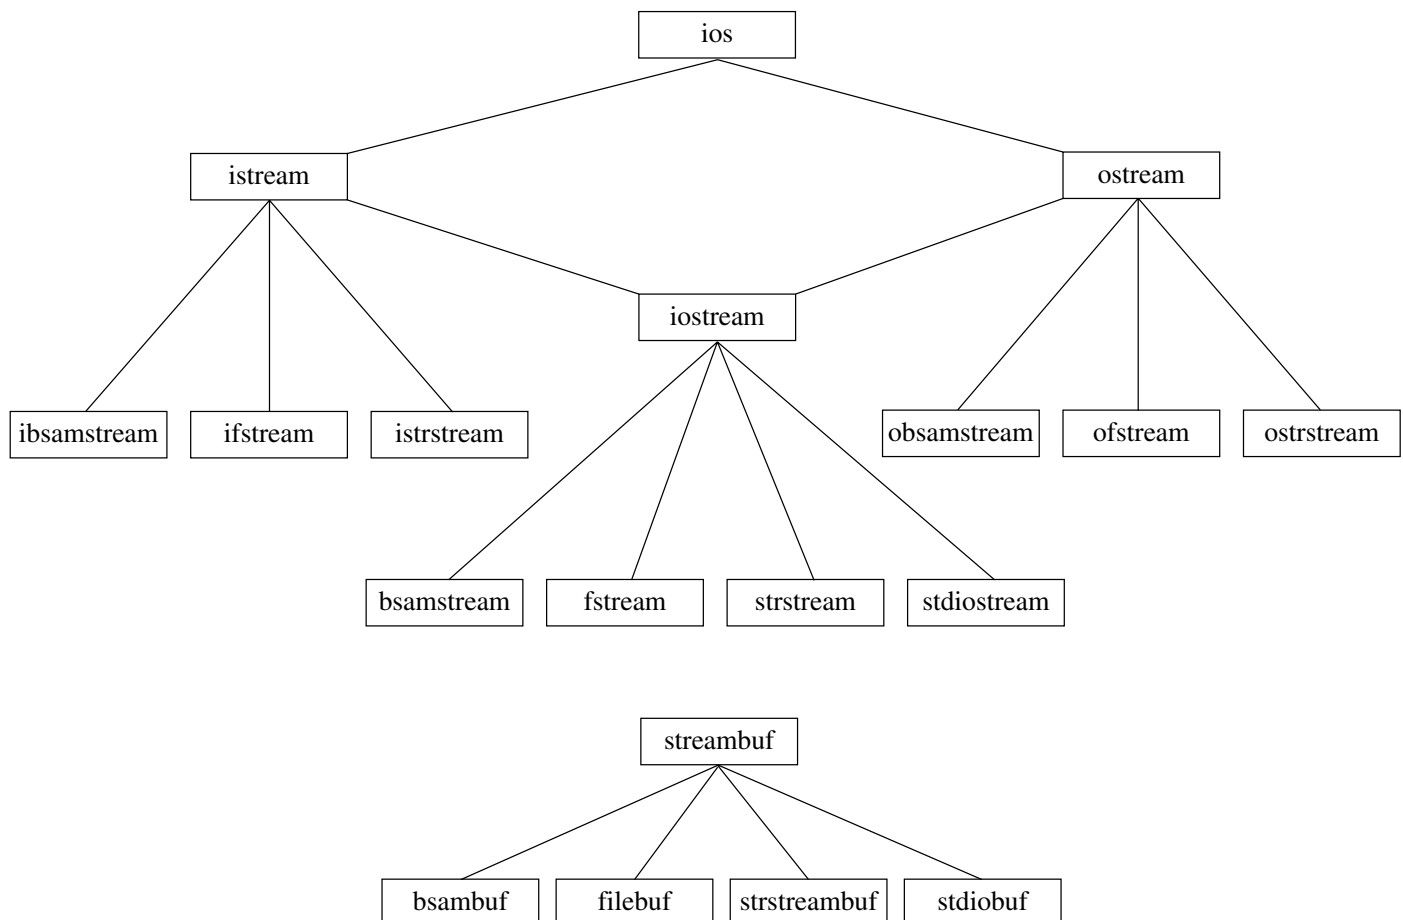 ios
istream
ostream
iostream
ibsamstream
ifstream
istrstream
obsamstream
ofstream
ostrstream
bsamstream
fstream
strstream
stdiostream
streambuf
bsambuf
filebuf
strstreambuf
stdiobuf